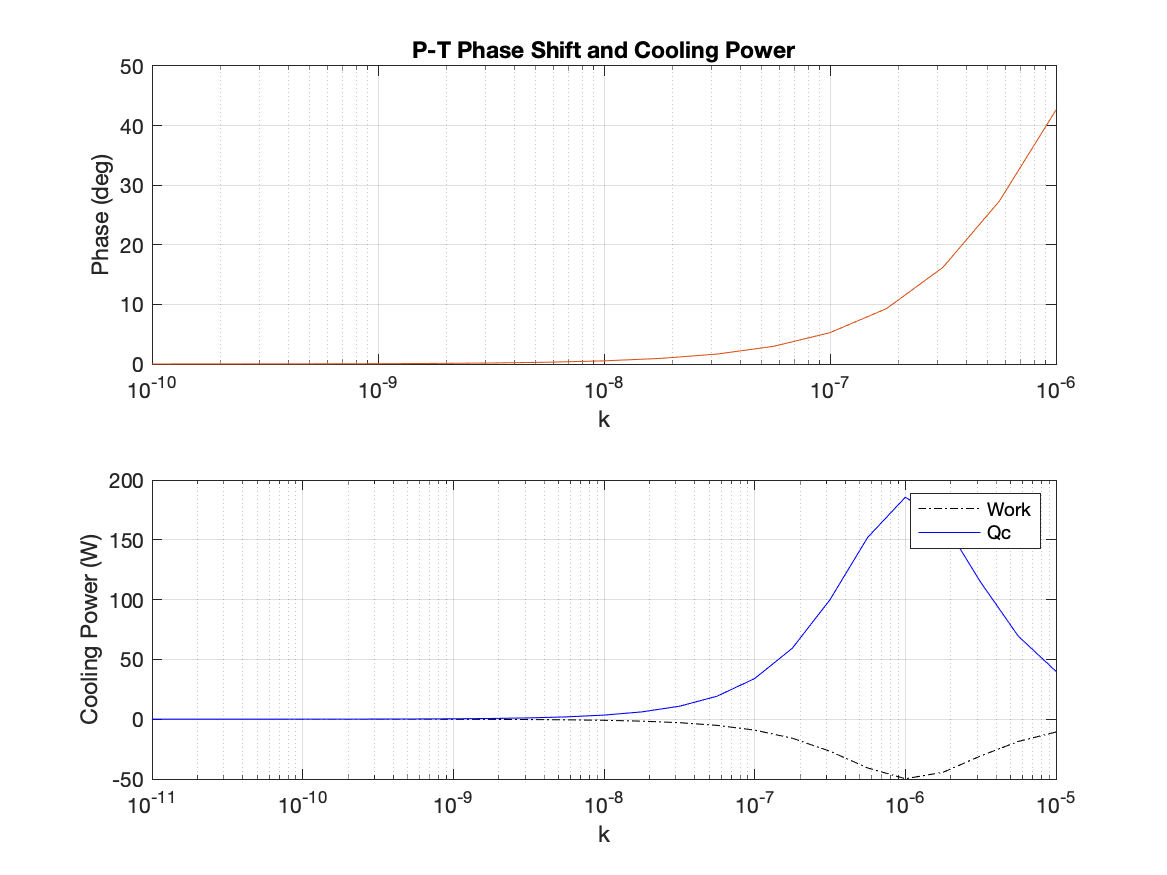 P-T Phase Shift and Cooling Power
50
40
30
20
10
0
Phase (deg)
10^-10 10^-9 10^-8 10^-7 10^-6
k
200
150
100
50
0
-50
Cooling Power (W)
Work
Qc
10^-11 10^-10 10^-9 10^-8 10^-7 10^-6 10^-5
k